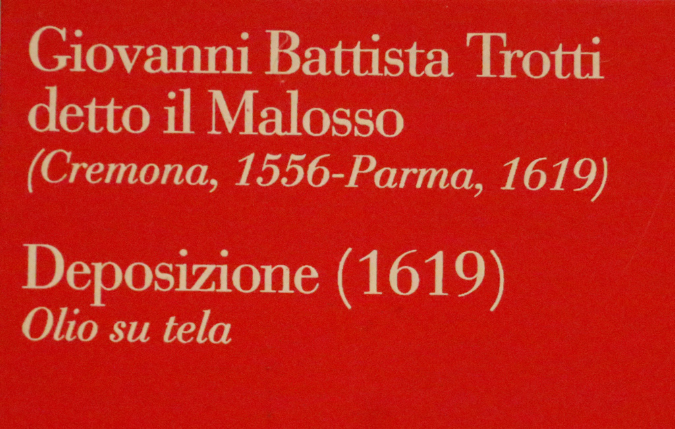 Giovanni Battista Trotti
detto il Malosso
(Cremona, 1556-Parma, 1619)
Deposizione (1619)
Olio su tela